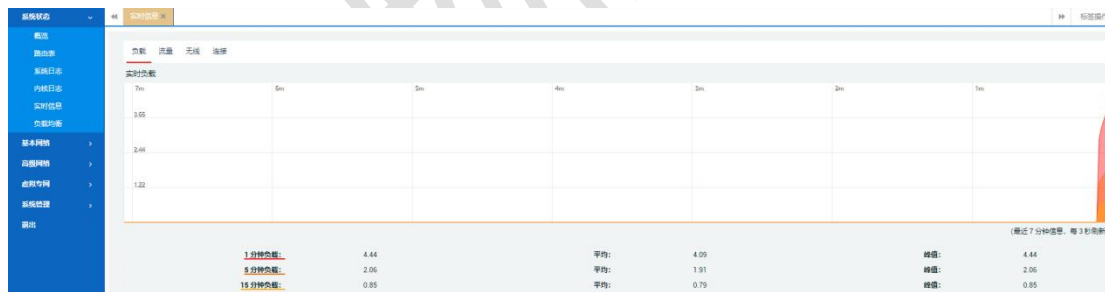 系统状态
概览
路由表
系统日志
内核日志
实时信息
负载均衡
基本网络
高级网络
虚拟专网
系统管理
退出
实时信息 ×
标签操作
负载 流量 无线 连接
实时负载
7m 6m 5m 4m 3m 2m 1m
3.65
2.44
1.22
(最近 7 分钟信息，每 3 秒刷新
1 分钟负载: 4.44 平均: 4.09 峰值: 4.44
5 分钟负载: 2.06 平均: 1.91 峰值: 2.06
15 分钟负载: 0.85 平均: 0.79 峰值: 0.85